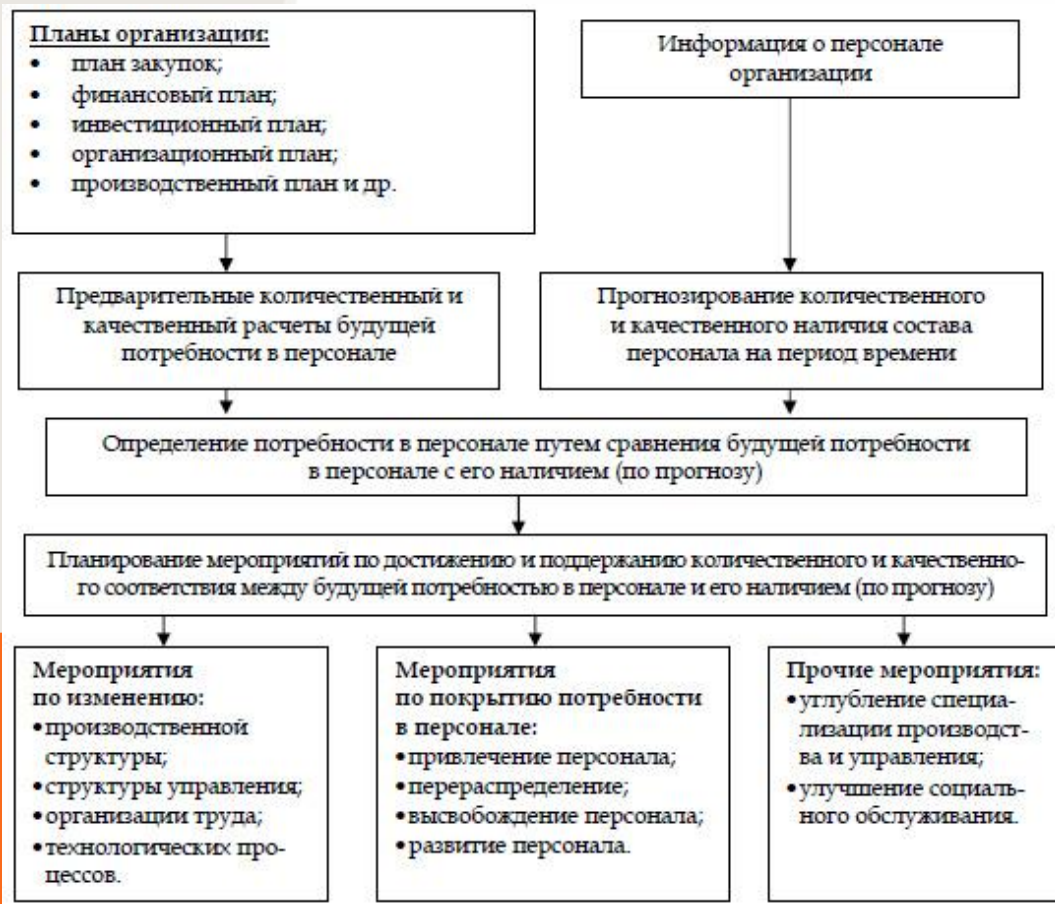 Планы организации:
• план закупок;
• финансовый план;
• инвестиционный план;
• организационный план;
• производственный план и др.
Информация о персонале
организации
Предварительные количественный и
качественный расчеты будущей
потребности в персонале
Прогнозирование количественного
и качественного наличия состава
персонала на период времени
Определение потребности в персонале путем сравнения будущей потребности
в персонале с его наличием (по прогнозу)
Планирование мероприятий по достижению и поддержанию количественного и качественно-
го соответствия между будущей потребностью в персонале и его наличием (по прогнозу)
Мероприятия
по изменению:
• производственной
структуры;
• структуры управления;
• организации труда;
• технологических про-
цессов.
Мероприятия
по покрытию потребности
в персонале:
• привлечение персонала;
• перераспределение;
• высвобождение персонала;
• развитие персонала.
Прочие мероприятия:
• углубление специа-
лизации производст-
ва и управления;
• улучшение социаль-
ного обслуживания.